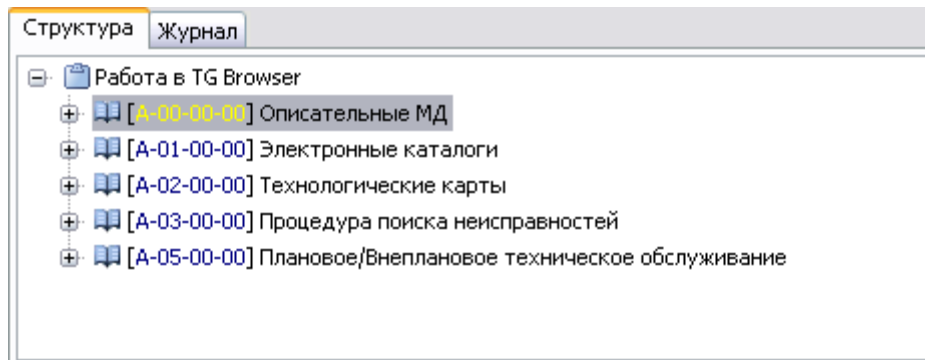 Структура Журнал
Работа в TG Browser
[A-00-00-00] Описательные МД
[A-01-00-00] Электронные каталоги
[A-02-00-00] Технологические карты
[A-03-00-00] Процедура поиска неисправностей
[A-05-00-00] Плановое/Внеплановое техническое обслуживание